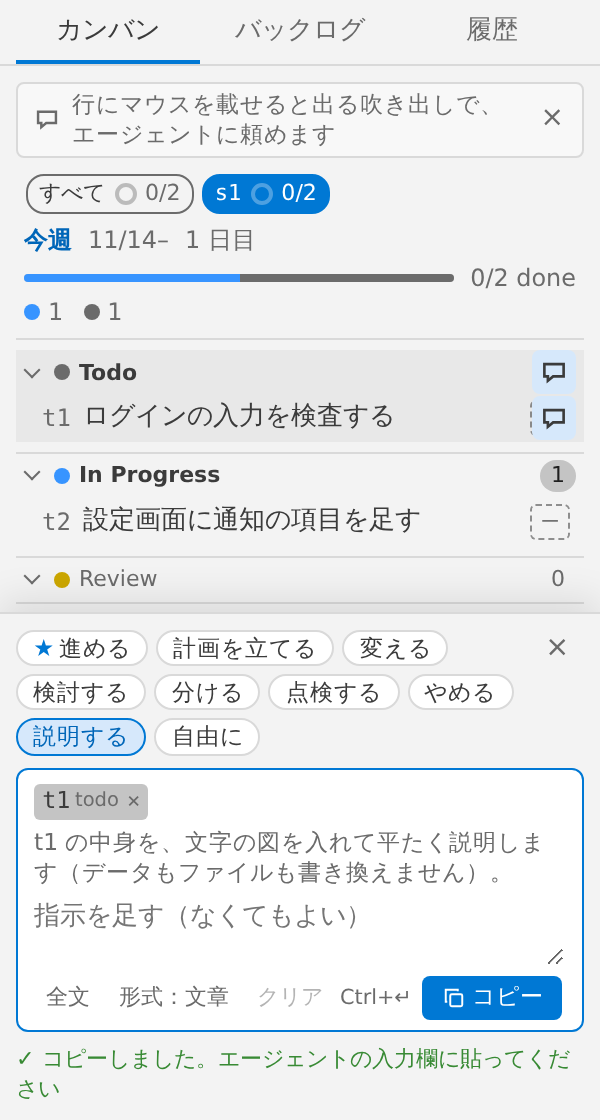 カンバン バックログ 履歴
行にマウスを載せると出る吹き出しで、
エージェントに頼めます
すべて 0/2 s1 0/2
今週 11/14– 1 日目
0/2 done
1 1
Todo
t1 ログインの入力を検査する
In Progress 1
t2 設定画面に通知の項目を足す
Review 0
★ 進める 計画を立てる 変える
検討する 分ける 点検する やめる
説明する 自由に
t1 todo ×
t1 の中身を、文字の図を入れて平たく説明しま
す（データもファイルも書き換えません）。
指示を足す（なくてもよい）
全文 形式：文章 クリア Ctrl+↵ コピー
✓ コピーしました。エージェントの入力欄に貼ってくだ
さい